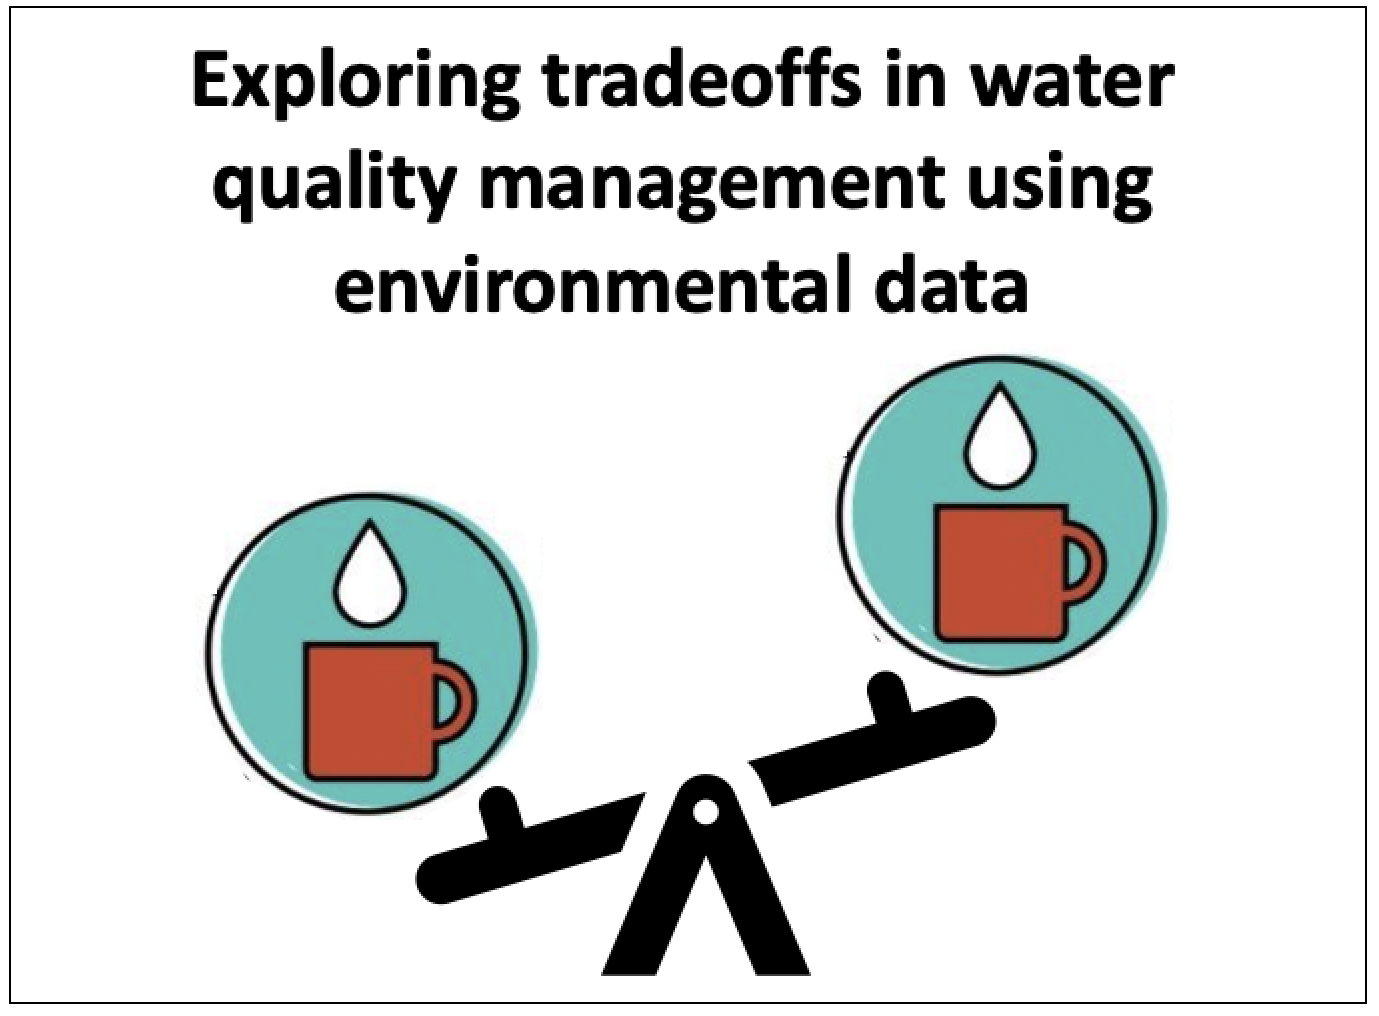 Exploring tradeoffs in water
quality management using
environmental data